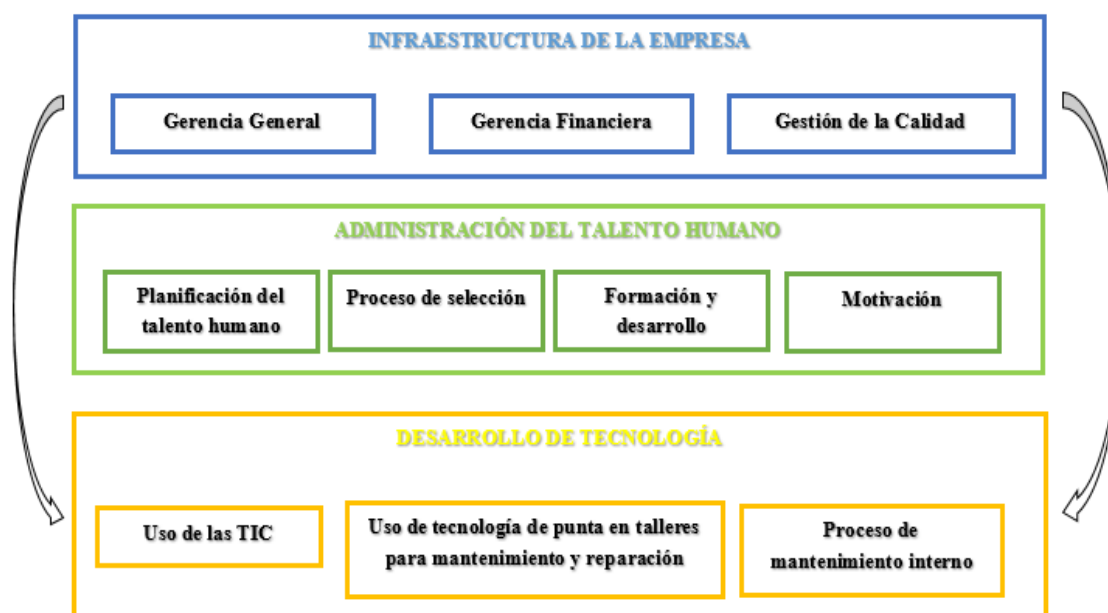 INFRAESTRUCTURA DE LA EMPRESA
Gerencia General
Gerencia Financiera
Gestión de la Calidad
ADMINISTRACIÓN DEL TALENTO HUMANO
Planificación del
talento humano
Proceso de selección
Formación y
desarrollo
Motivación
DESARROLLO DE TECNOLOGÍA
Uso de las TIC
Uso de tecnología de punta en talleres
para mantenimiento y reparación
Proceso de
mantenimiento interno